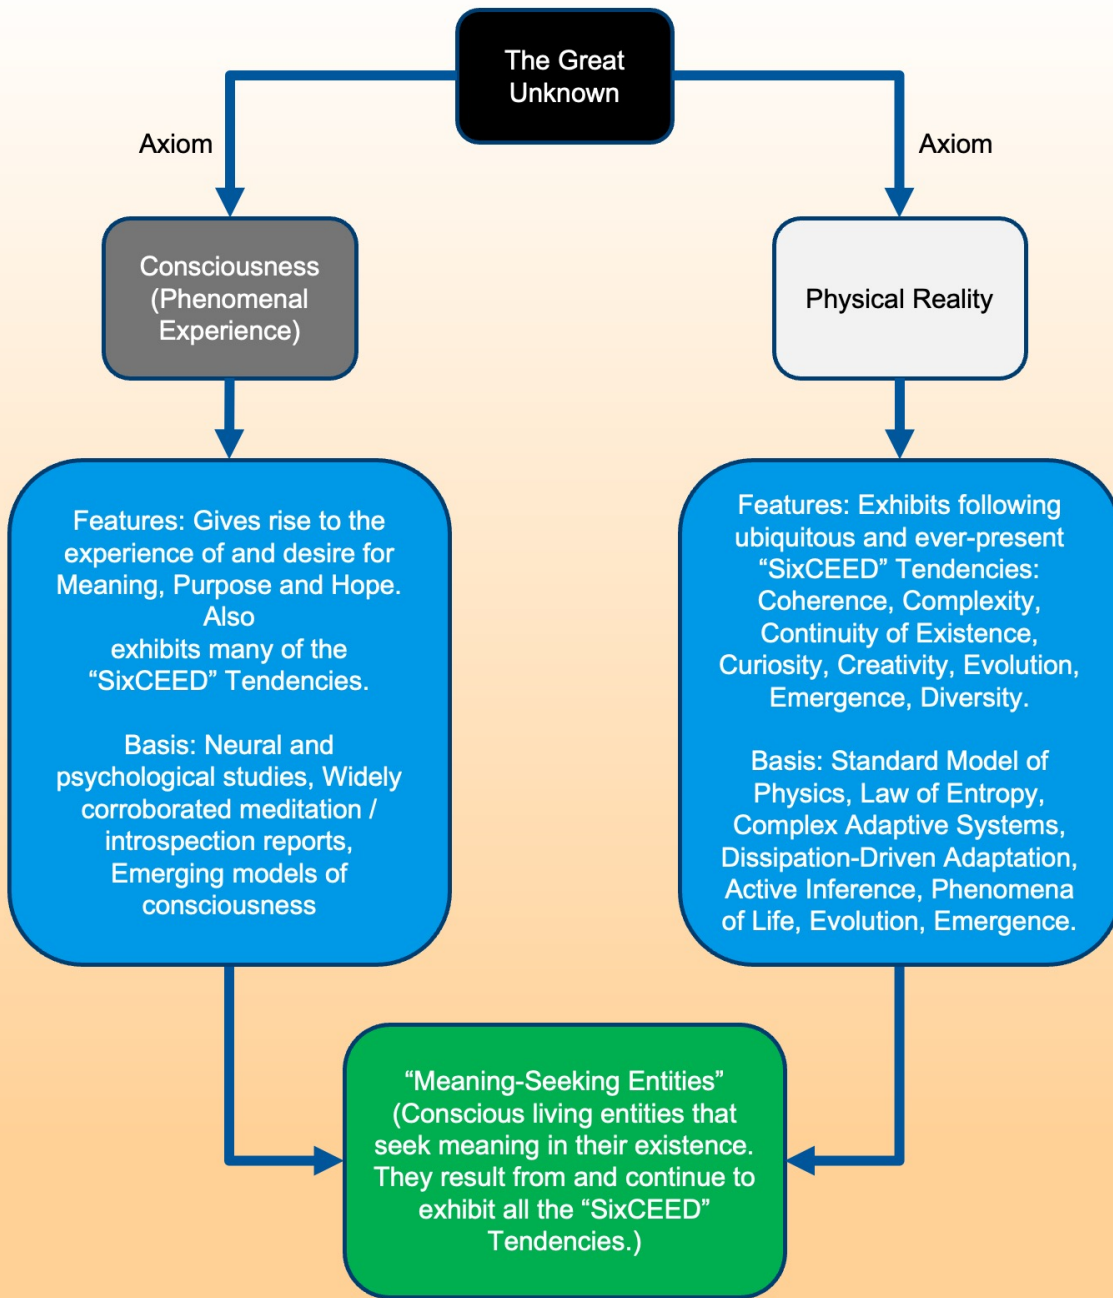 The Great
Unknown
Axiom
Axiom
Consciousness
(Phenomenal
Experience)
Physical Reality
Features: Gives rise to the
experience of and desire for
Meaning, Purpose and Hope.
Also
exhibits many of the
“SixCEED” Tendencies.
Basis: Neural and
psychological studies, Widely
corroborated meditation /
introspection reports,
Emerging models of
consciousness
Features: Exhibits following
ubiquitous and ever-present
“SixCEED” Tendencies:
Coherence, Complexity,
Continuity of Existence,
Curiosity, Creativity, Evolution,
Emergence, Diversity.
Basis: Standard Model of
Physics, Law of Entropy,
Complex Adaptive Systems,
Dissipation-Driven Adaptation,
Active Inference, Phenomena
of Life, Evolution, Emergence.
“Meaning-Seeking Entities”
(Conscious living entities that
seek meaning in their existence.
They result from and continue to
exhibit all the “SixCEED”
Tendencies.)